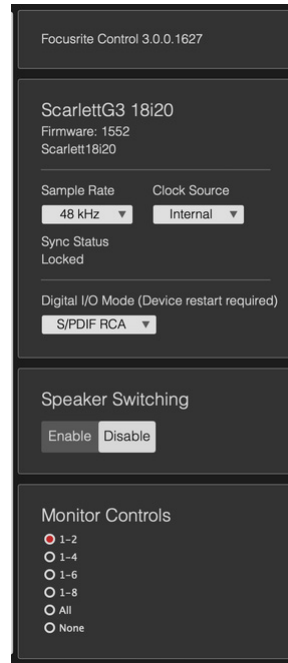 Focusrite Control 3.0.0.1627
ScarlettG3 18i20
Firmware: 1552
Scarlett18i20
Sample Rate Clock Source
48 kHz Internal
Sync Status
Locked
Digital I/O Mode (Device restart required)
S/PDIF RCA
Speaker Switching
Enable Disable
Monitor Controls
1-2
1-4
1-6
1-8
All
None